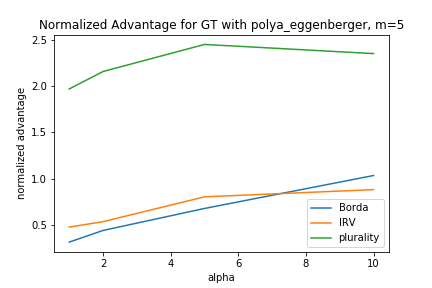 Normalized Advantage for GT with polya_eggenberger, m=5
2.5
2.0
1.5
1.0
0.5
normalized advantage
2 4 6 8 10
alpha
Borda
IRV
plurality